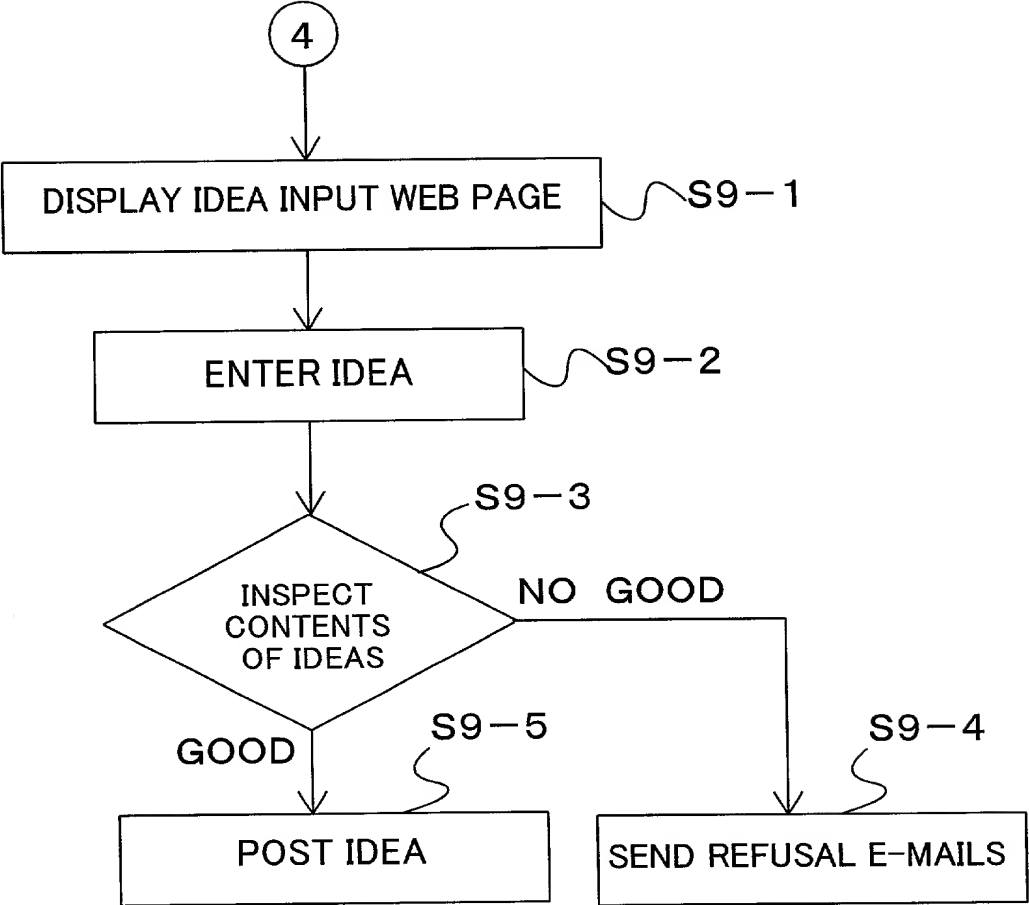 4
DISPLAY IDEA INPUT WEB PAGE
S9-1
ENTER IDEA
S9-2
S9-3
INSPECT
CONTENTS
OF IDEAS
NO GOOD
GOOD
S9-5
S9-4
POST IDEA
SEND REFUSAL E-MAILS